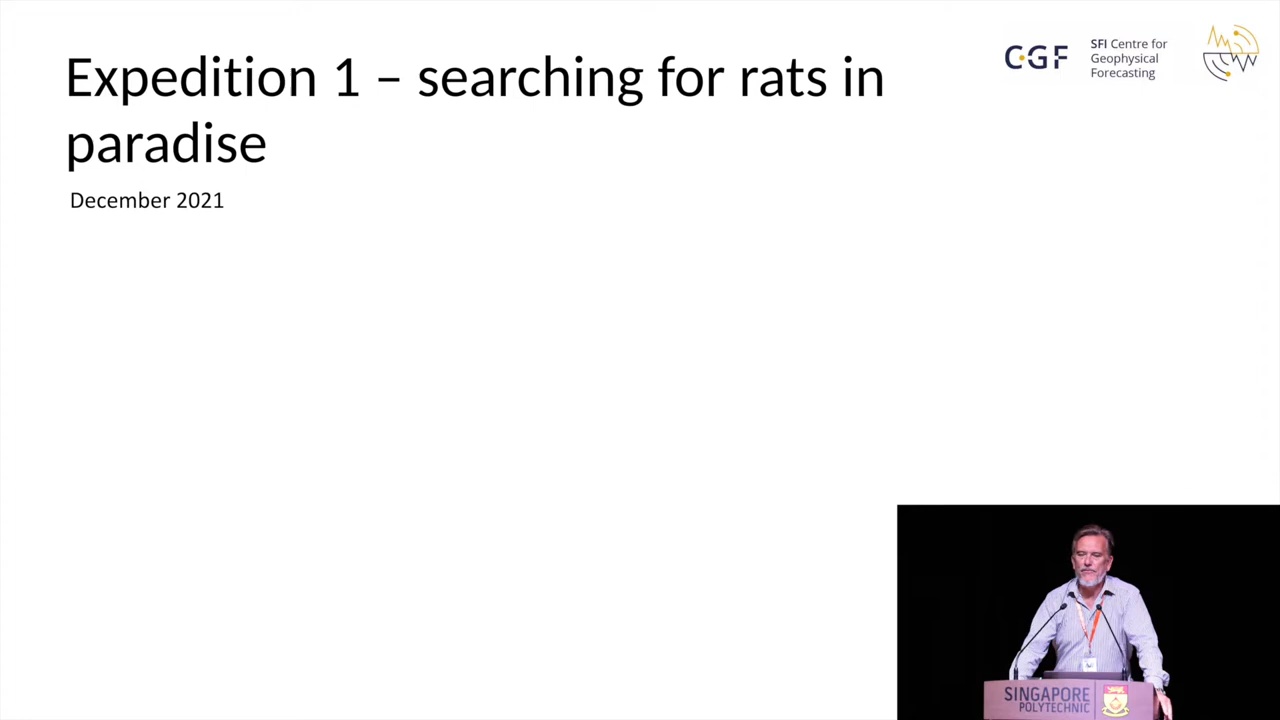 Expedition 1 – searching for rats in
paradise
December 2021
CGF
SFI Centre for
Geophysical
Forecasting
SINGAPORE
POLYTECHNIC